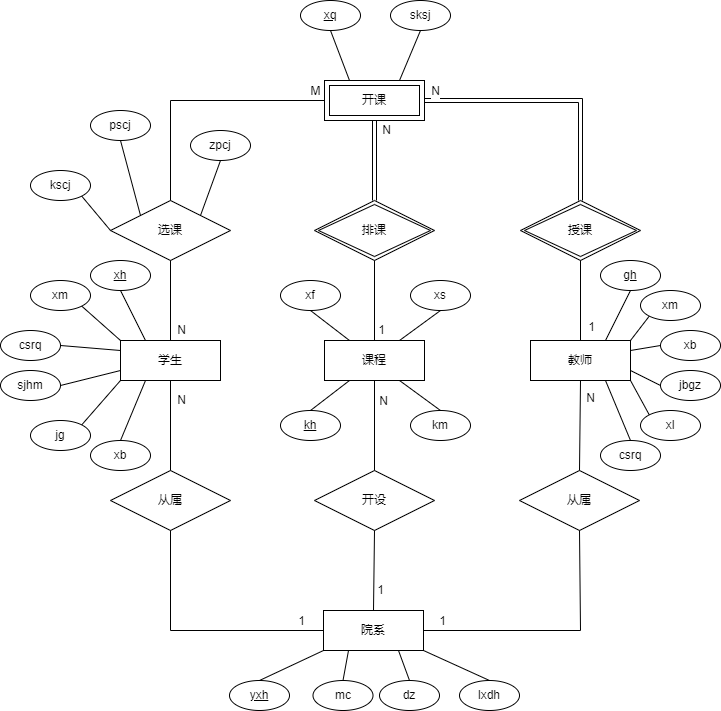 xq
sksj
M
开课
N
N
pscj
zpcj
kscj
选课
排课
授课
xh
xm
xf
xs
gh
xm
N
1
1
csrq
学生
课程
教师
xb
sjhm
jbgz
N
N
N
jg
xb
kh
km
xl
csrq
从属
开设
从属
1
1
1
院系
yxh
mc
dz
lxdh